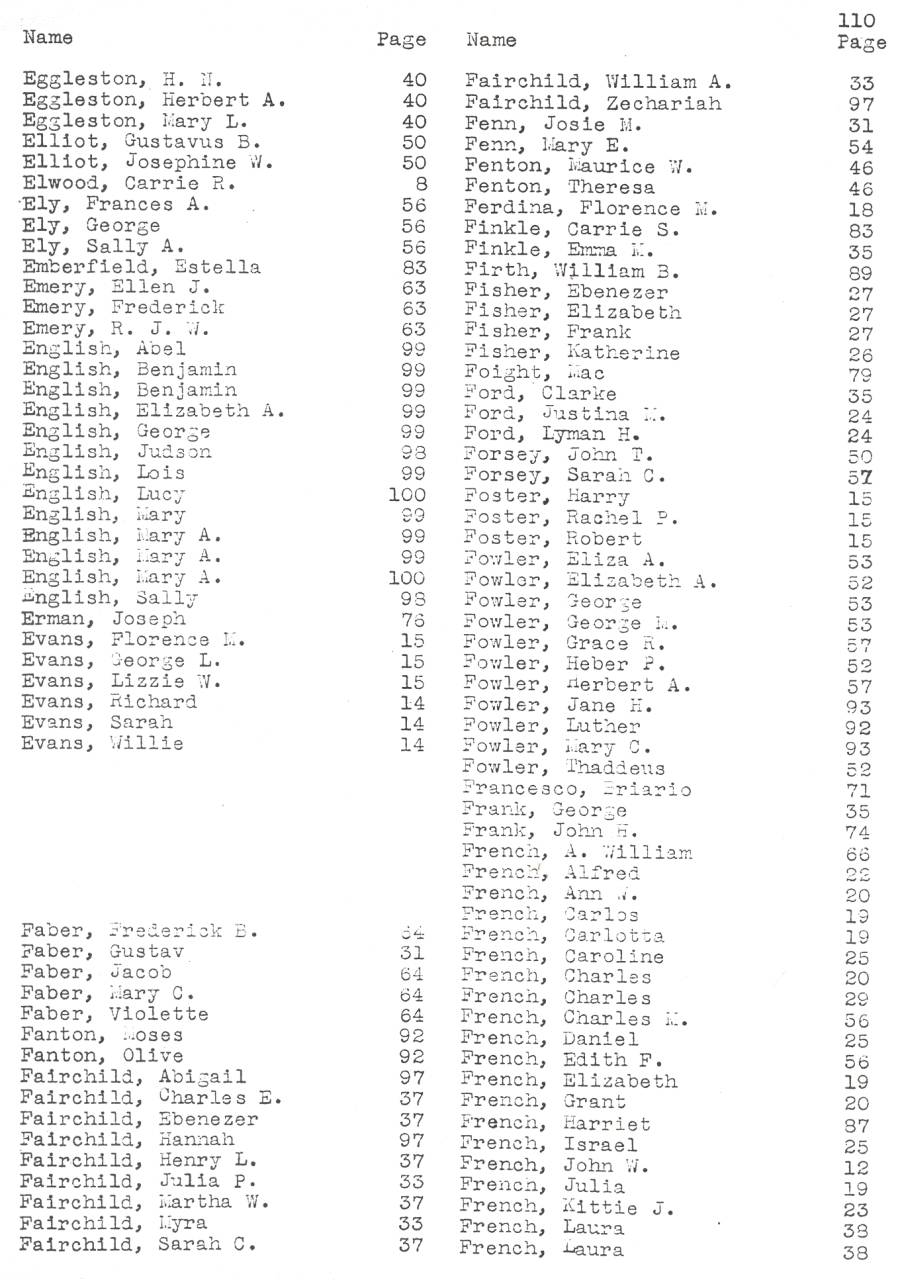 110
Name Page Name Page
Eggleston, H. N. 40
Eggleston, Herbert A. 40
Eggleston, Mary L. 40
Elliot, Gustavus B. 50
Elliot, Josephine W. 50
Elwood, Carrie R. 8
Ely, Frances A. 56
Ely, George 56
Ely, Sally A. 56
Emberfield, Estella 83
Emery, Ellen J. 63
Emery, Frederick 63
Emery, R. J. W. 63
English, Abel 99
English, Benjamin 99
English, Benjamin 99
English, Elizabeth A. 99
English, George 99
English, Judson 98
English, Lois 99
English, Lucy 100
English, Mary 99
English, Mary A. 99
English, Mary A. 99
English, Mary A. 100
English, Sally 98
Erman, Joseph 76
Evans, Florence M. 15
Evans, George L. 15
Evans, Lizzie W. 15
Evans, Richard 14
Evans, Sarah 14
Evans, Willie 14
Faber, Frederick B. 64
Faber, Gustav 31
Faber, Jacob 64
Faber, Mary C. 64
Faber, Violette 64
Fanton, Moses 92
Fanton, Olive 92
Fairchild, Abigail 97
Fairchild, Charles E. 37
Fairchild, Ebenezer 37
Fairchild, Hannah 97
Fairchild, Henry L. 37
Fairchild, Julia P. 33
Fairchild, Martha W. 37
Fairchild, Myra 33
Fairchild, Sarah C. 37
Fairchild, William A. 33
Fairchild, Zechariah 97
Fenn, Josie M. 31
Fenn, Mary E. 54
Fenton, Maurice W. 46
Fenton, Theresa 46
Ferdina, Florence M. 18
Finkle, Carrie S. 83
Finkle, Emma M. 35
Firth, William B. 89
Fisher, Ebenezer 27
Fisher, Elizabeth 27
Fisher, Frank 27
Fisher, Katherine 26
Foight, Mac 79
Ford, Clarke 35
Ford, Justina M. 24
Ford, Lyman H. 24
Forsey, John T. 50
Forsey, Sarah C. 57
Foster, Harry 15
Foster, Rachel P. 15
Foster, Robert 15
Fowler, Eliza A. 53
Fowler, Elizabeth A. 52
Fowler, George 53
Fowler, George M. 53
Fowler, Grace R. 57
Fowler, Heber P. 52
Fowler, Herbert A. 57
Fowler, Jane H. 93
Fowler, Luther 92
Fowler, Mary C. 93
Fowler, Thaddeus 52
Francesco, 71
Frank, George 35
Frank, John H. 74
French, A. William 66
French, Alfred 22
French, Ann W. 20
French, Carlos 19
French, Carlotta 19
French, Caroline 25
French, Charles 20
French, Charles 29
French, Charles M. 56
French, Daniel 25
French, Edith F. 56
French, Elizabeth 19
French, Grant 20
French, Harriet 87
French, Israel 25
French, John W. 12
French, Julia 19
French, Kittie J. 23
French, Laura 38
French, Laura 38